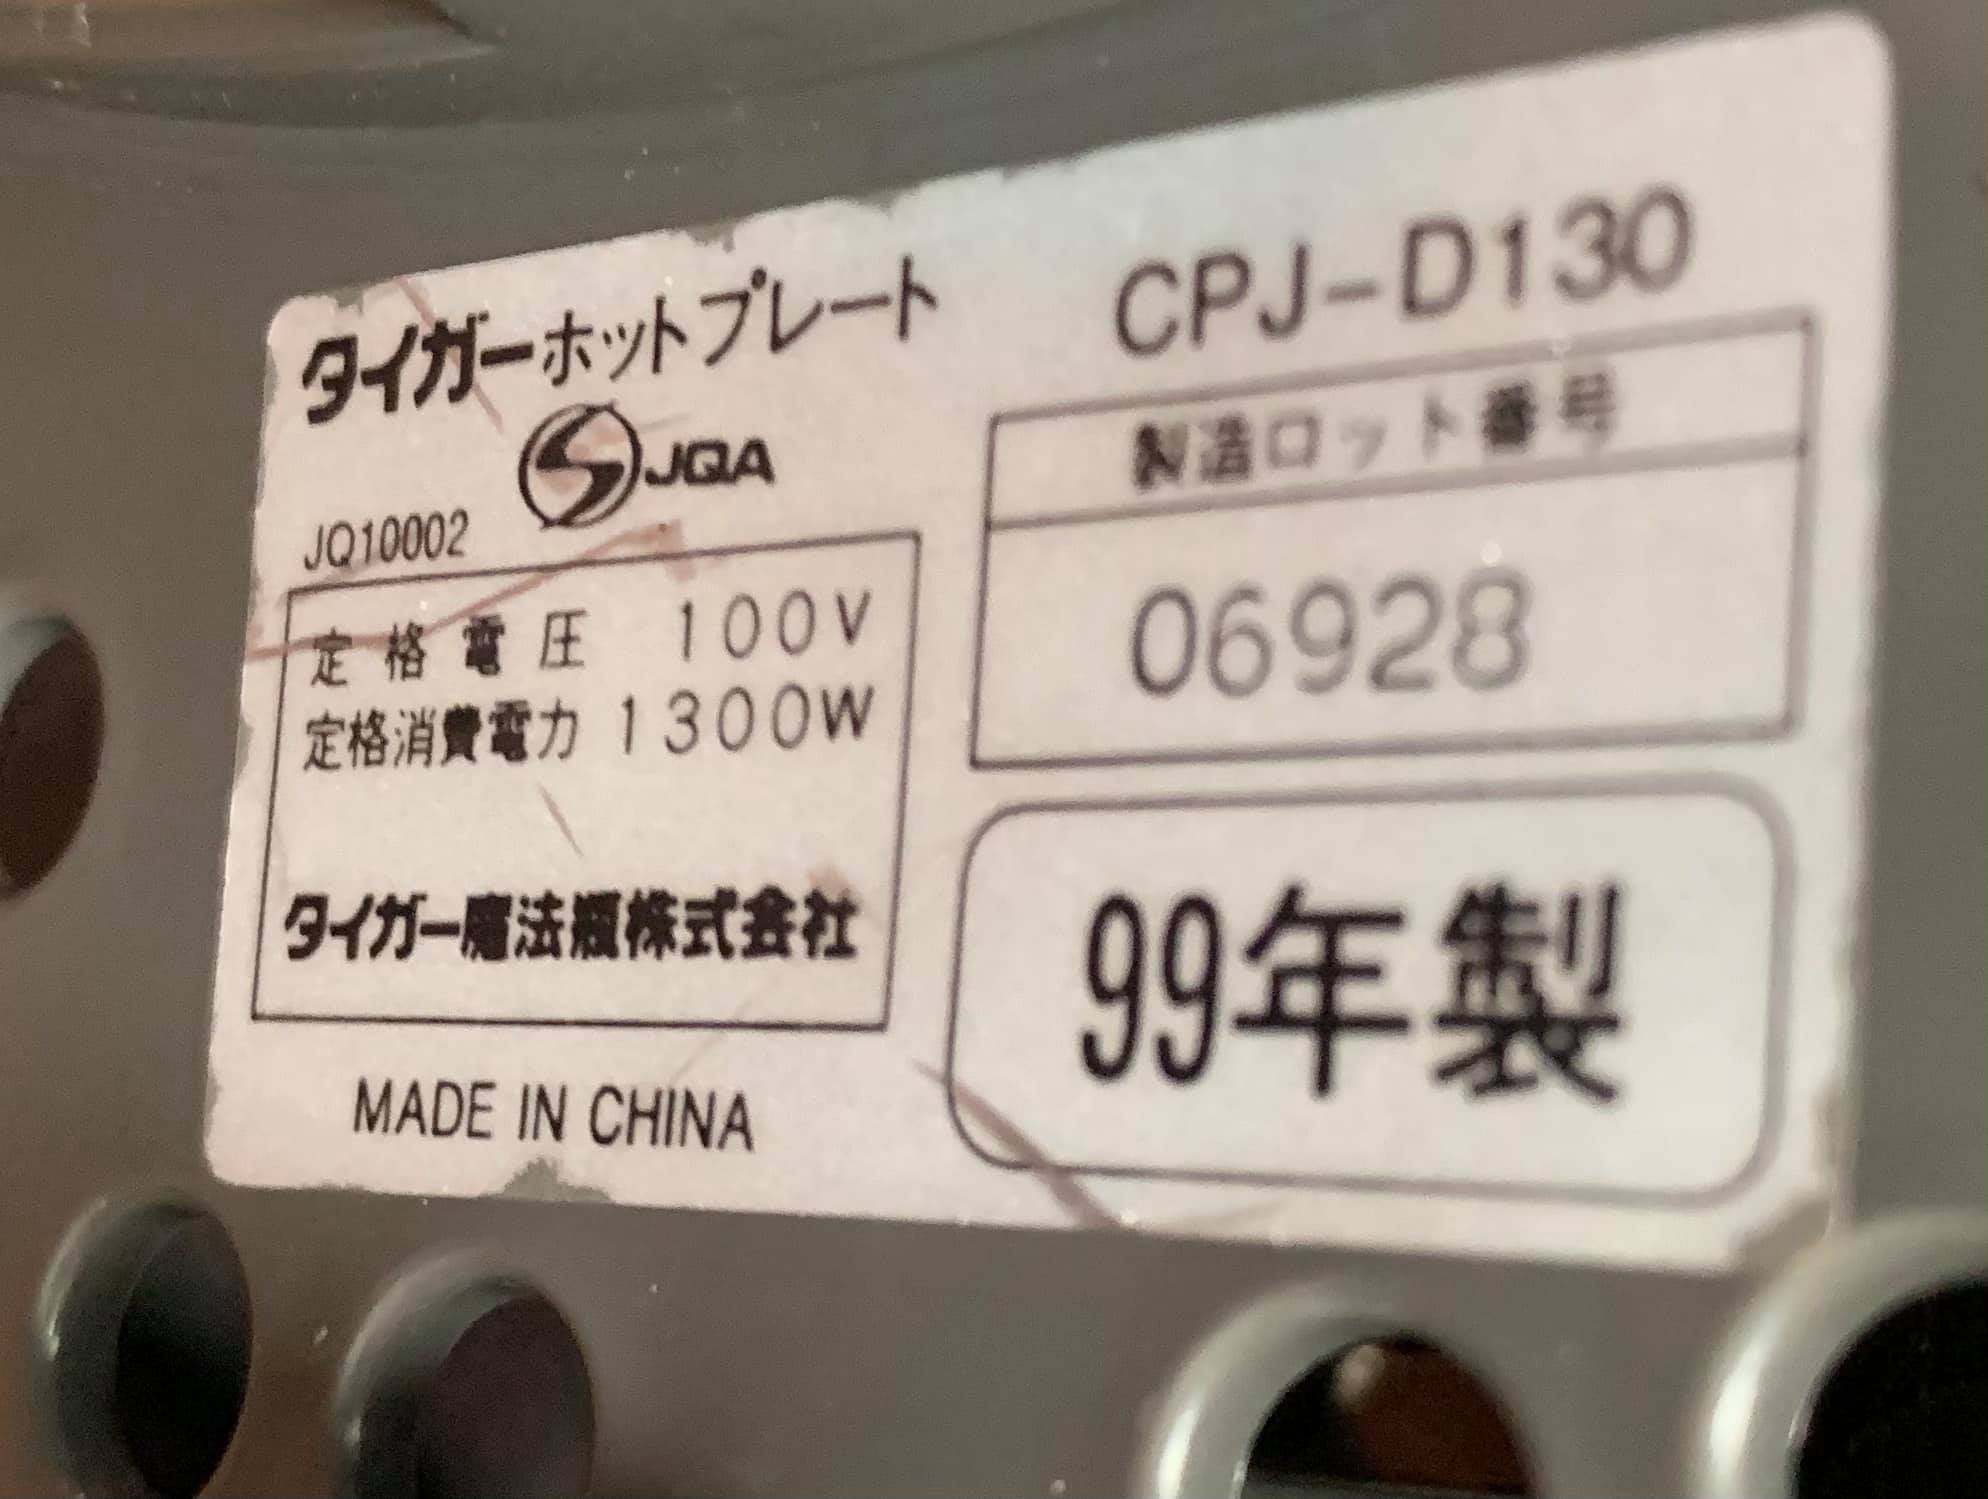 タイガーホットプレート CPJ-D130
JQA
JQ10002
定格電圧 100V
定格消費電力 1300W
タイガー魔法瓶株式会社
MADE IN CHINA
製造ロット番号
06928
99年製